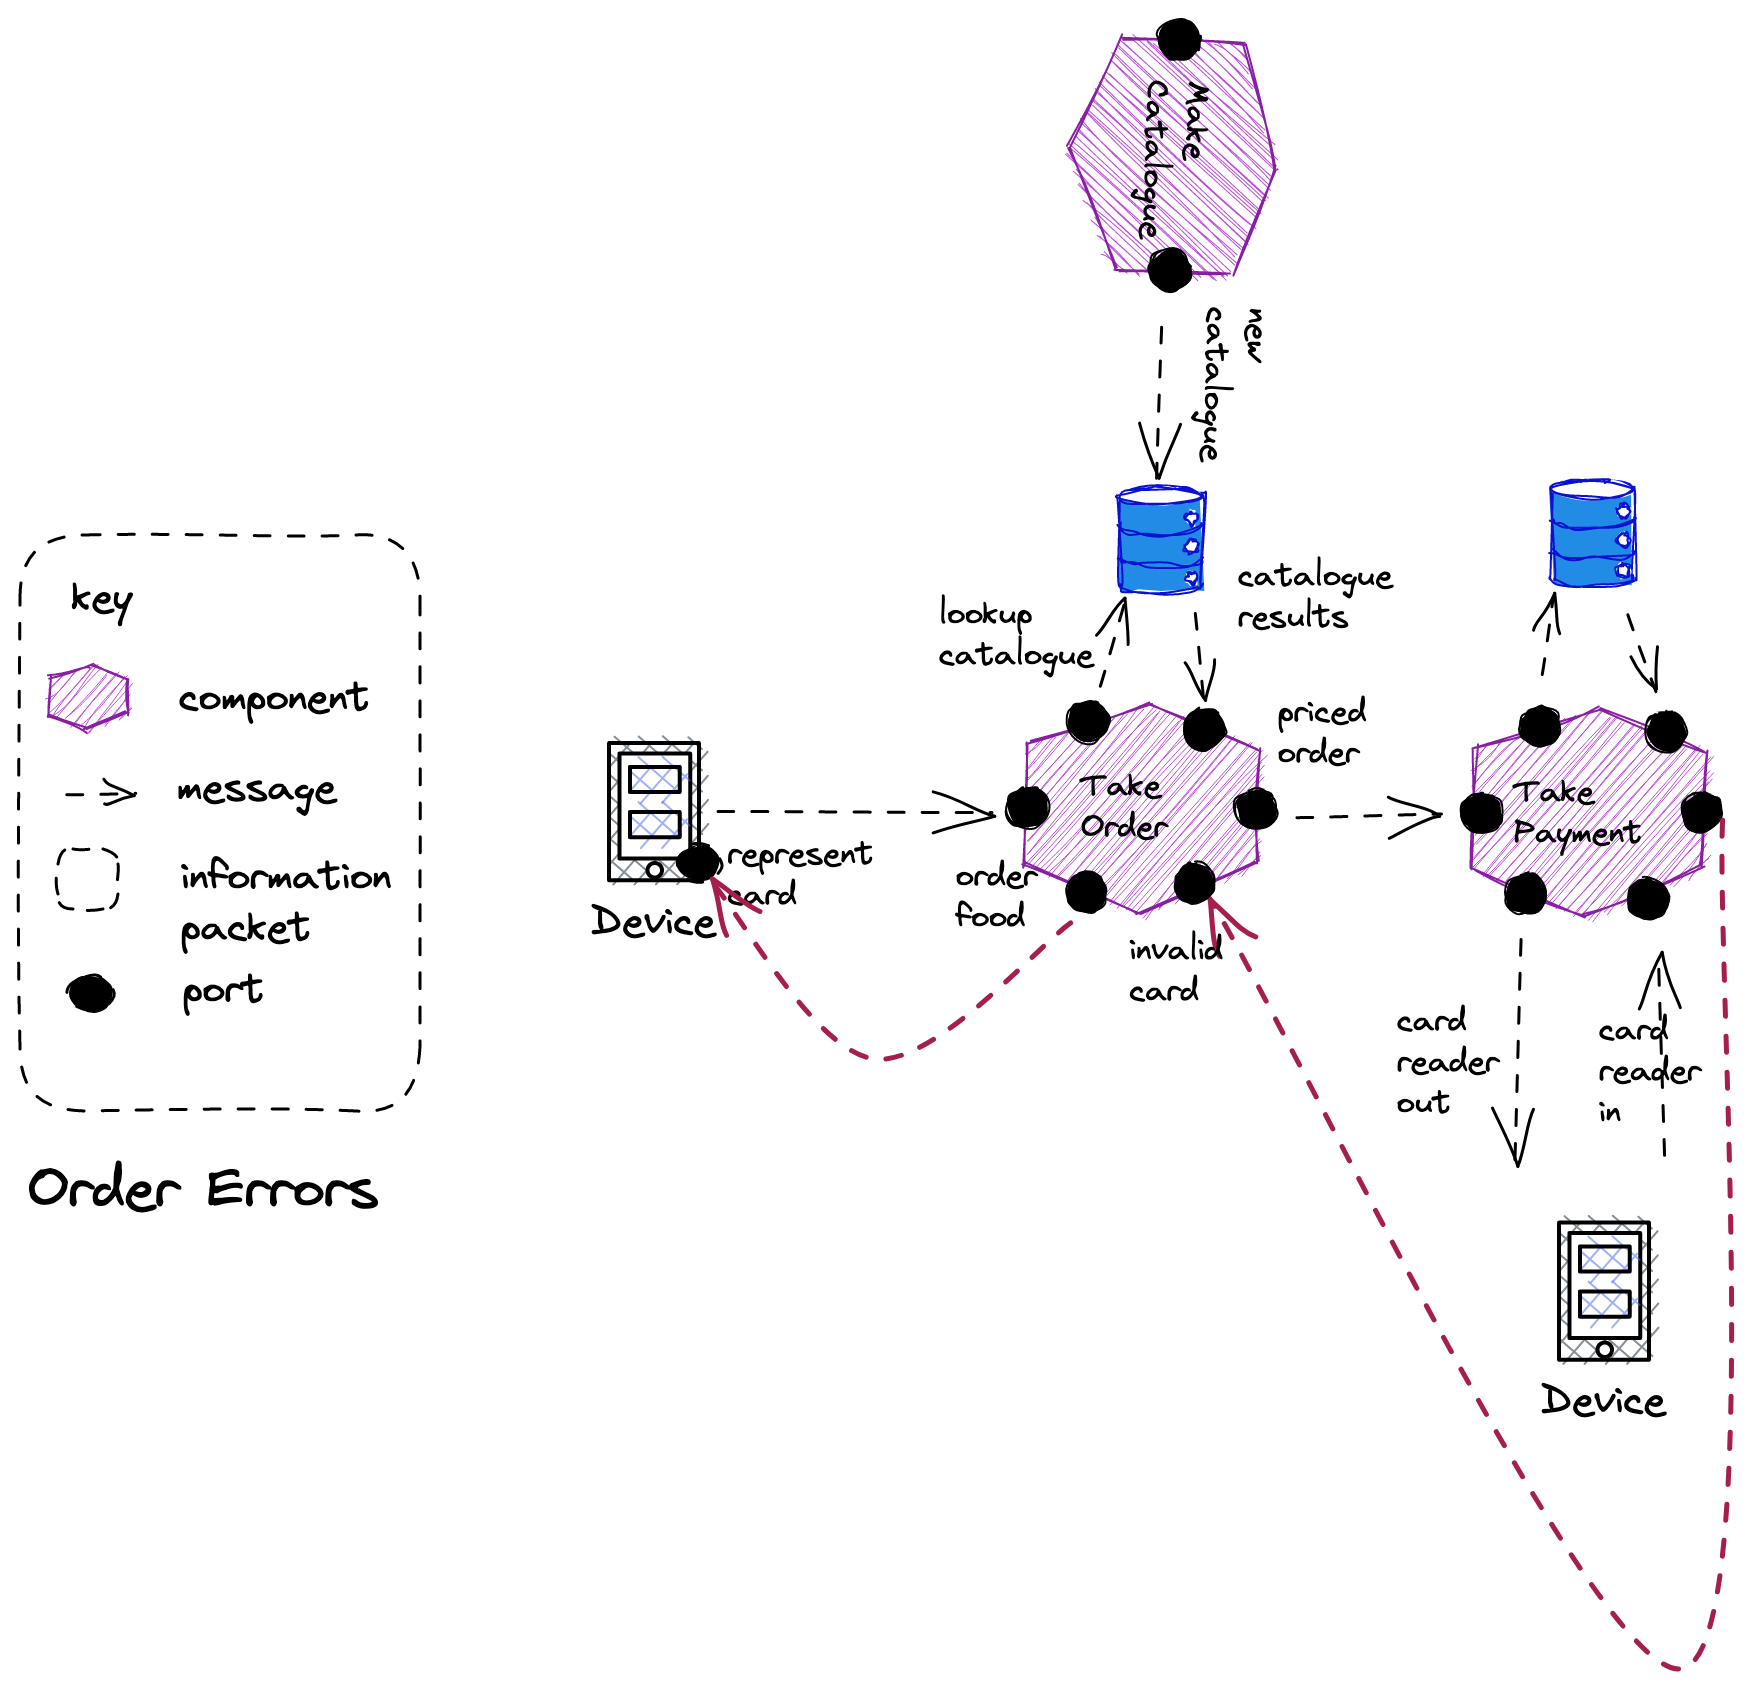 Make
Catalogue
new
catalogue
key
component
message
information
packet
port
Order Errors
lookup
catalogue
catalogue
results
priced
order
Take
Order
Take
Payment
represent
card
Device
order
food
invalid
card
card
reader
out
card
reader
in
Device